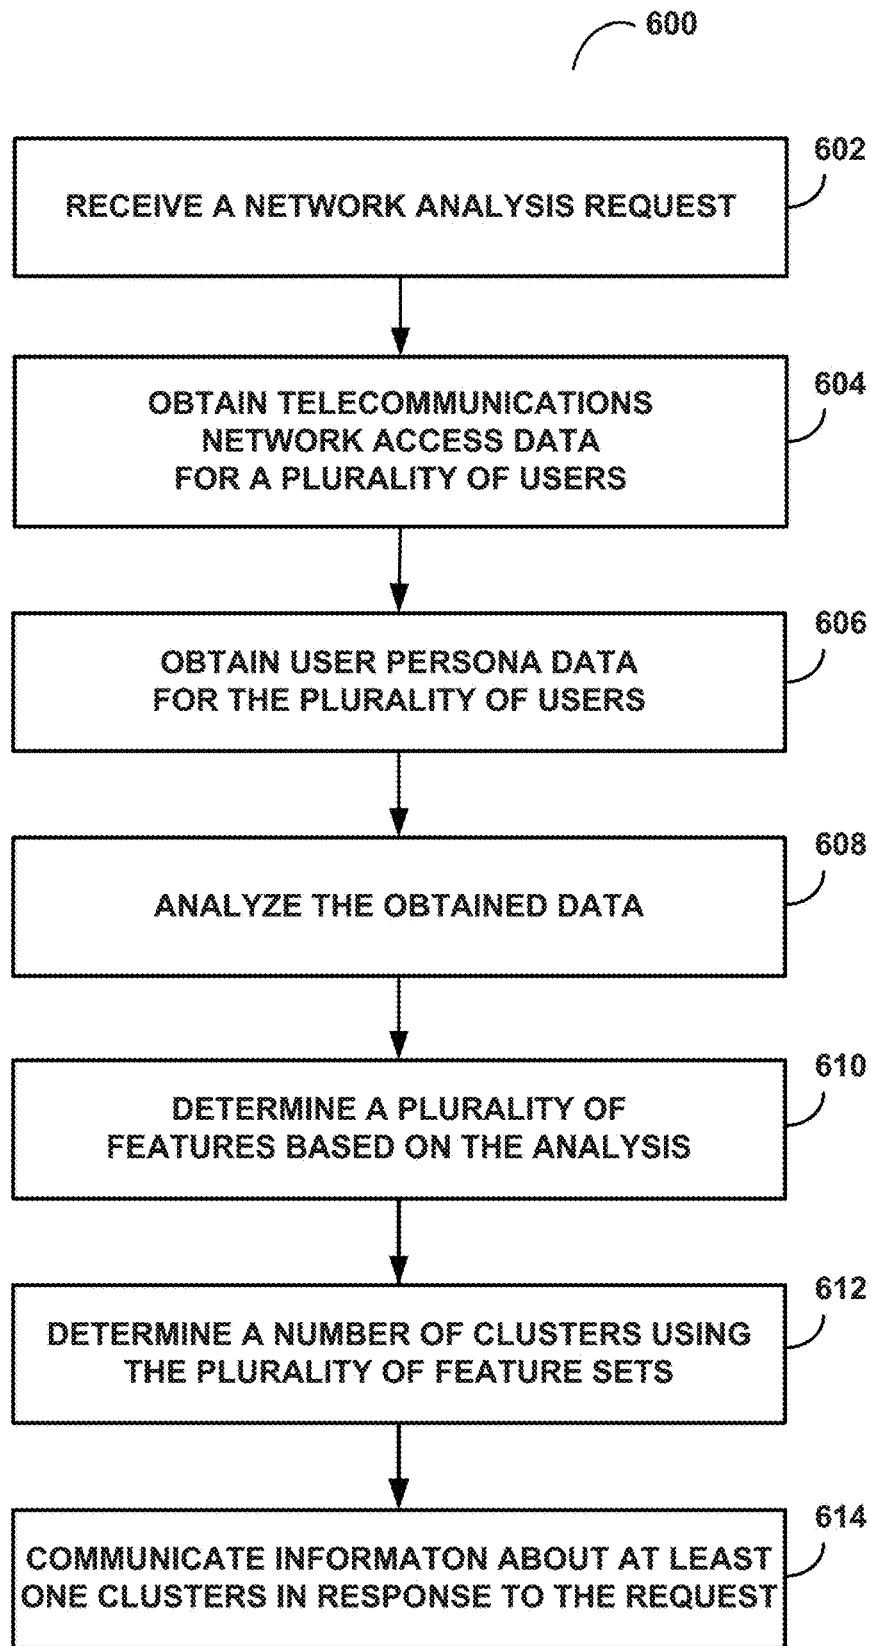 600
602
RECEIVE A NETWORK ANALYSIS REQUEST
604
OBTAIN TELECOMMUNICATIONS
NETWORK ACCESS DATA
FOR A PLURALITY OF USERS
606
OBTAIN USER PERSONA DATA
FOR THE PLURALITY OF USERS
608
ANALYZE THE OBTAINED DATA
610
DETERMINE A PLURALITY OF
FEATURES BASED ON THE ANALYSIS
612
DETERMINE A NUMBER OF CLUSTERS USING
THE PLURALITY OF FEATURE SETS
614
COMMUNICATE INFORMATON ABOUT AT LEAST
ONE CLUSTERS IN RESPONSE TO THE REQUEST